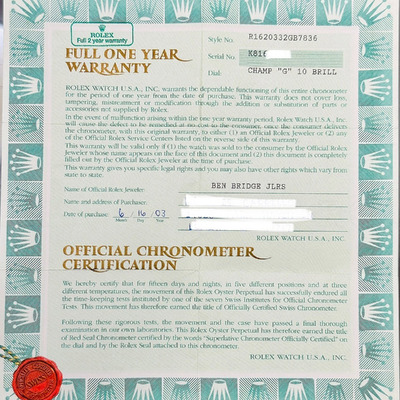 ROLEX
Full 2 year warranty
Style No R1620332GB7836
Serial No. K816
Dial: CHAMP "G" 10 BRILL
FULL ONE YEAR
WARRANTY
ROLEX WATCH U.S.A., INC. warrants the dependable functioning of this entire chronometer
for the period of one year from the date of purchase. This warranty does not cover loss,
tampering, mistreatment or modification through the addition or substitution of parts or
accessories not supplied by Rolex.
In the event of malfunction arising within the one year warranty period, Rolex Watch U.S.A., Inc.
will cause the defect to be remedied at no cost to the consumer, once the consumer delivers
the chronometer, with this original warranty, to either (1) an Official Rolex Jeweler or (2) any
of the Official Rolex Service Centers listed on the reverse side of this warranty.
This warranty will be valid only if (1) the watch was sold to the consumer by the Official Rolex
Jeweler whose name appears on the face of this document and (2) this document is completely
filled out by the Official Rolex Jeweler at the time of purchase.
This warranty gives you specific legal rights and you may also have other rights which vary from
state to state.
Name of Official Rolex Jeweler: BEN BRIDGE JLRS
Name and address of Purchaser:
Date of purchase 6 16 03
Month Day Year
ROLEX WATCH U.S.A., INC.
OFFICIAL CHRONOMETER
CERTIFICATION
We hereby certify that for fifteen days and nights, in five different positions and at three
different temperatures, the movement of this Rolex Oyster Perpetual has successfully endured all
the time-keeping tests instituted by one of the seven Swiss Institutes for Official Chronometer
Tests. This movement has therefore earned the title of Officially Certified Swiss Chronometer.
Following these rigorous tests, the movement and the case have passed a final thorough
examination in our own laboratories. This Rolex Oyster Perpetual has therefore earned the title
of Red Seal Chronometer certified by the words "Superlative Chronometer Officially Certified" on
the dial and by the Rolex Seal attached to this chronometer.
ROLEX WATCH U.S.A., INC.